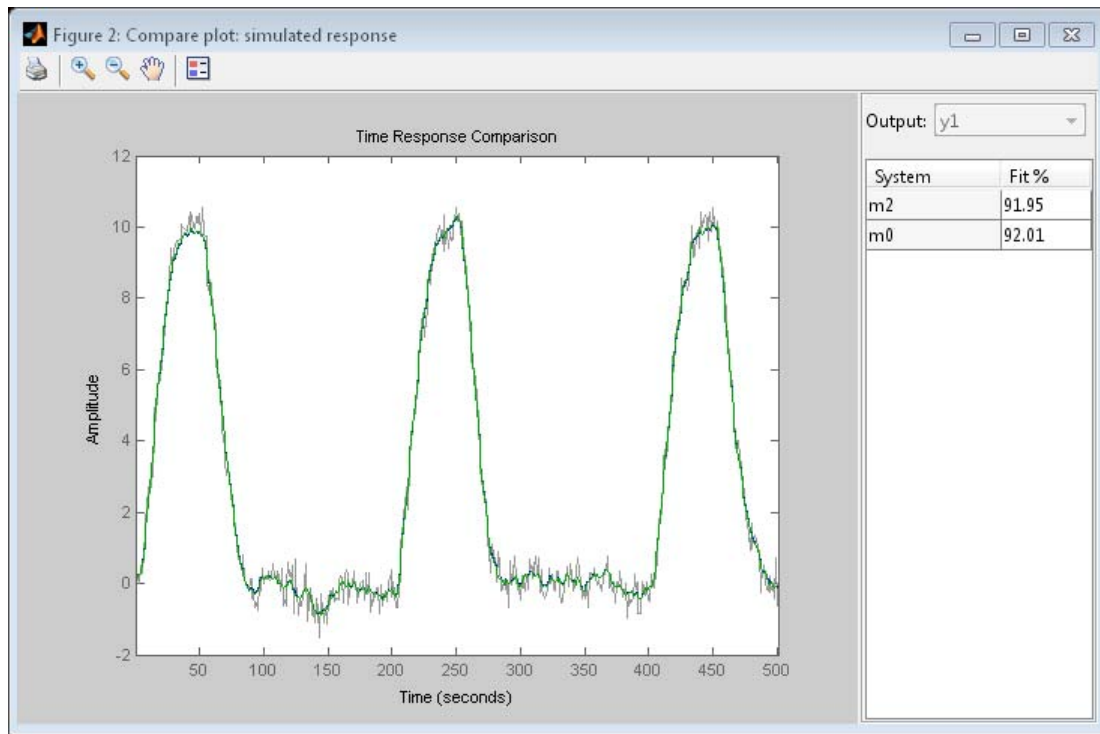 Figure 2: Compare plot: simulated response
Output: y1
Time Response Comparison
System Fit %
m2 91.95
m0 92.01
12
10
8
6
4
2
0
-2
Amplitude
50 100 150 200 250 300 350 400 450 500
Time (seconds)